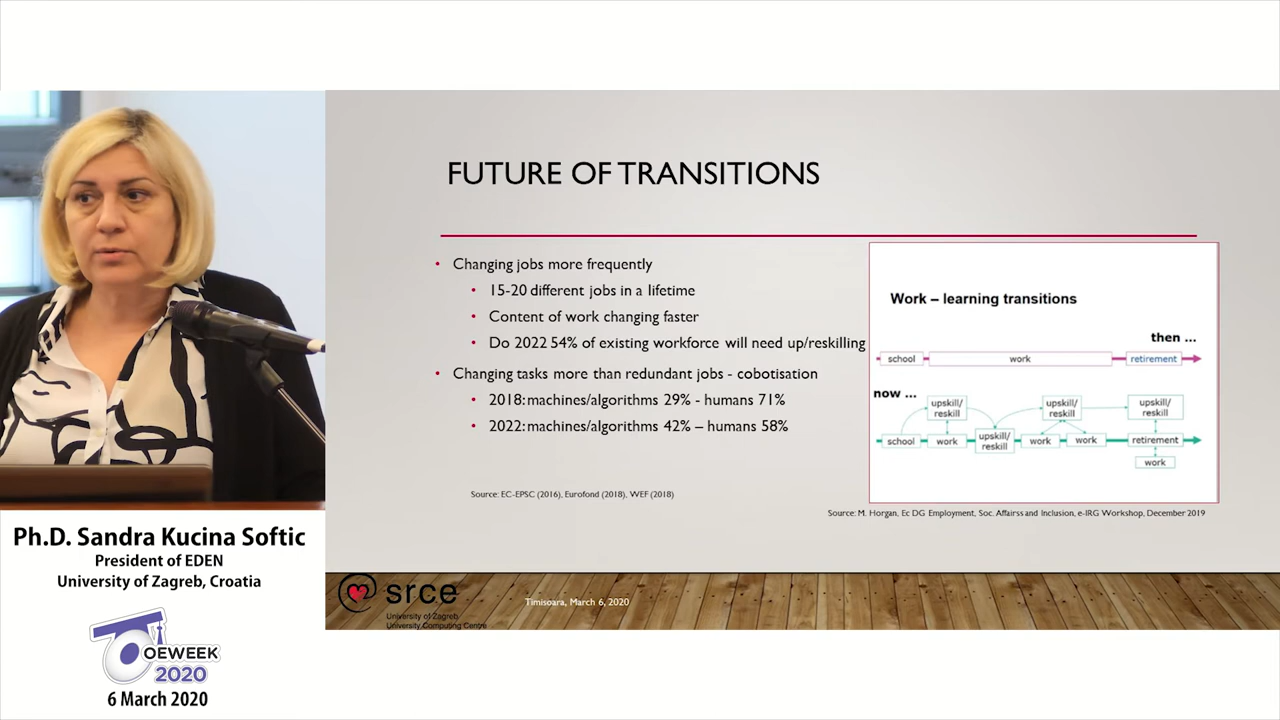 FUTURE OF TRANSITIONS
Changing jobs more frequently
15-20 different jobs in a lifetime
Content of work changing faster
Do 2022 54% of existing workforce will need up/reskilling
Changing tasks more than redundant jobs - cobotisation
2018: machines/algorithms 29% - humans 71%
2022: machines/algorithms 42% – humans 58%
Source: EC-EPSC (2016), Eurofond (2018), WEF (2018)
Work – learning transitions
then ...
school work retirement
now ...
upskill/ reskill
upskill/ reskill
upskill/ reskill
school work upskill/ reskill work work retirement
work
Source: M. Horgan, Ec DG Employment, Soc. Affairss and Inclusion, e-IRG Workshop, December 2019
srce
University of Zagreb
University Computing Centre
Timisoara, March 6, 2020
Ph.D. Sandra Kucina Softic
President of EDEN
University of Zagreb, Croatia
OEWEEK
2020
6 March 2020